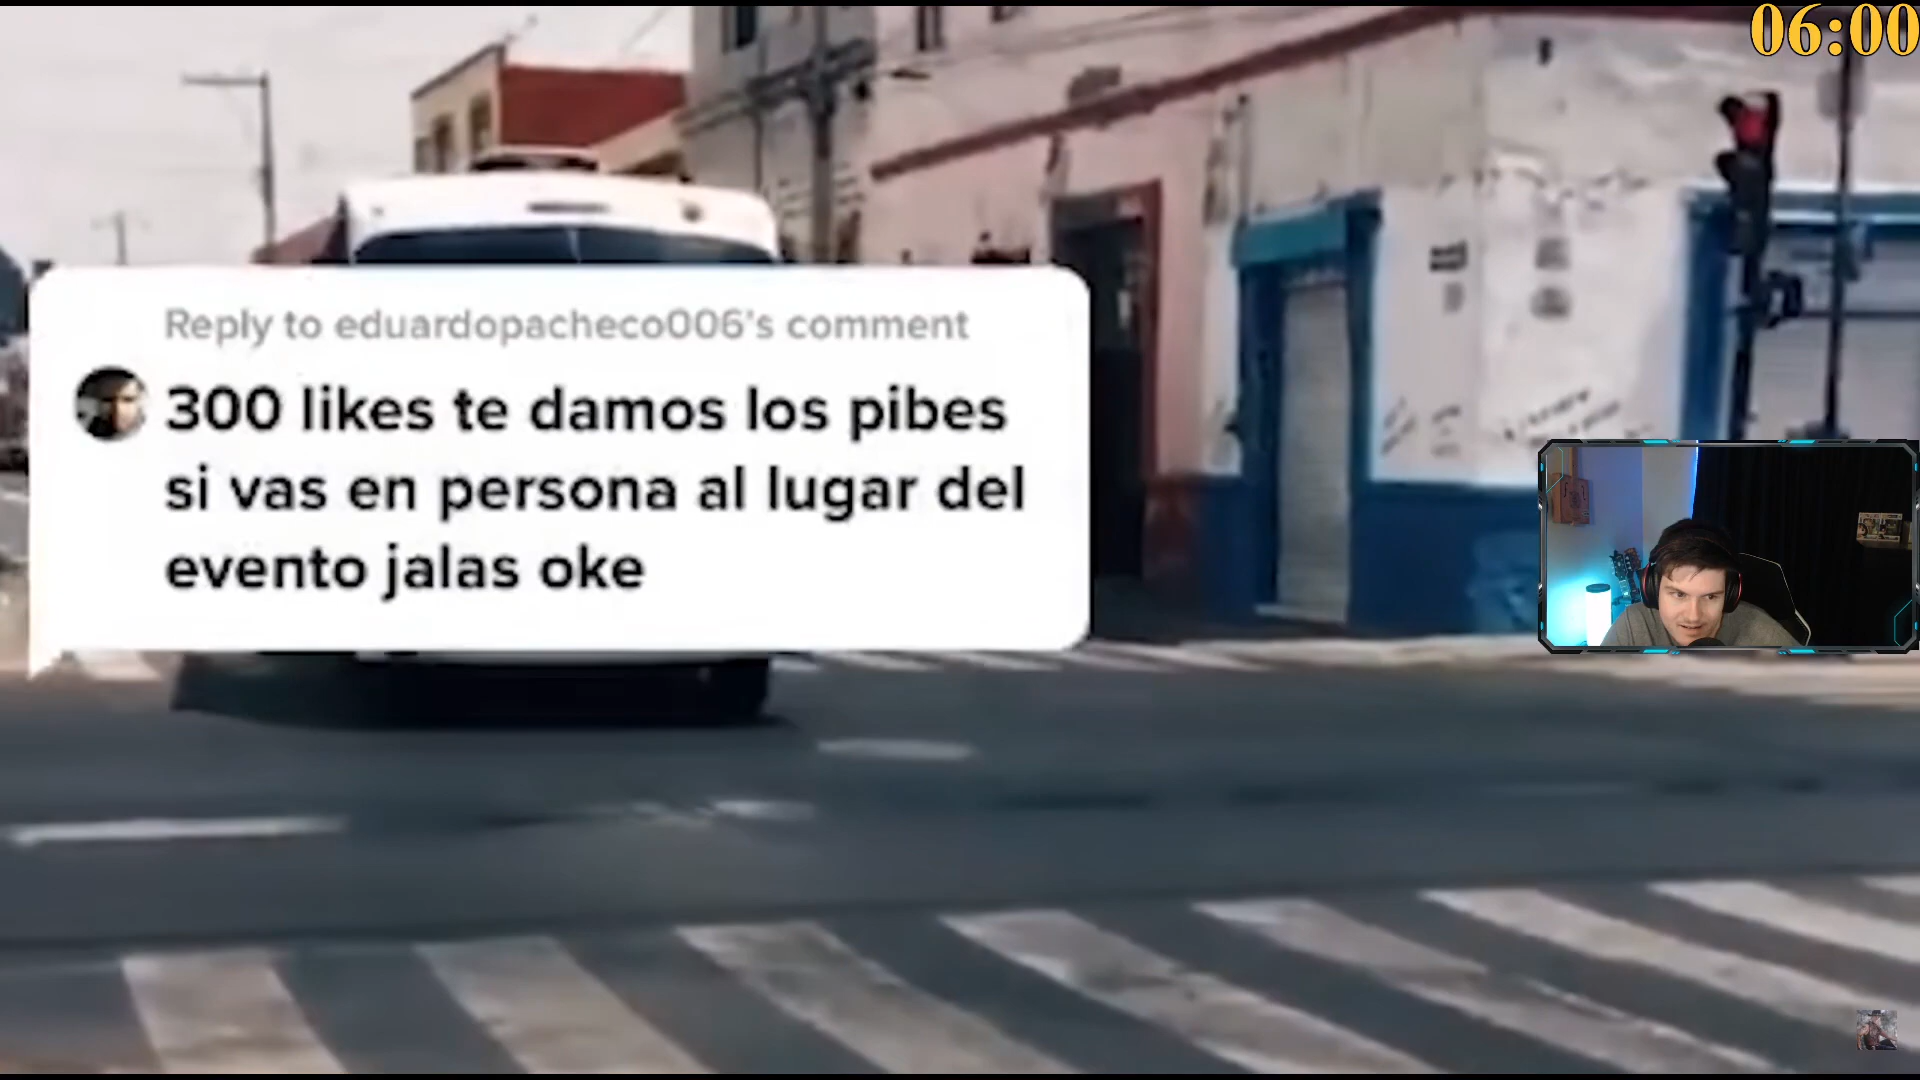 06:00
Reply to eduardopacheco006's comment
300 likes te damos los pibes
si vas en persona al lugar del
evento jalas oke